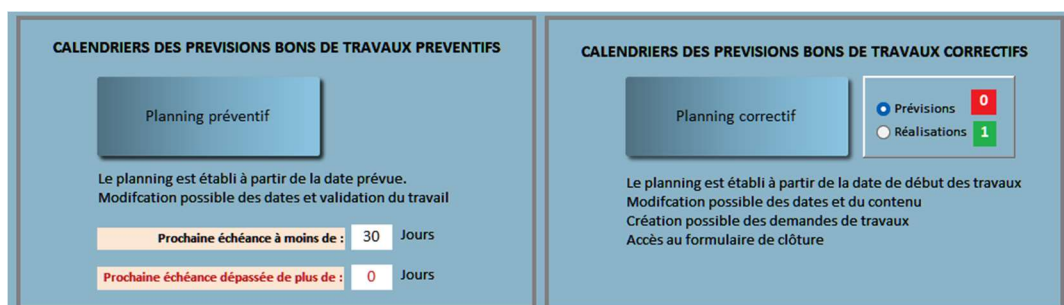 CALENDRIERS DES PREVISIONS BONS DE TRAVAUX PREVENTIFS
Planning préventif
Le planning est établi à partir de la date prévue.
Modifcation possible des dates et validation du travail
Prochaine échéance à moins de : 30 Jours
Prochaine échéance dépassée de plus de : 0 Jours
CALENDRIERS DES PREVISIONS BONS DE TRAVAUX CORRECTIFS
Planning correctif
Prévisions 0
Réalisations 1
Le planning est établi à partir de la date de début des travaux
Modifcation possible des dates et du contenu
Création possible des demandes de travaux
Accès au formulaire de clôture